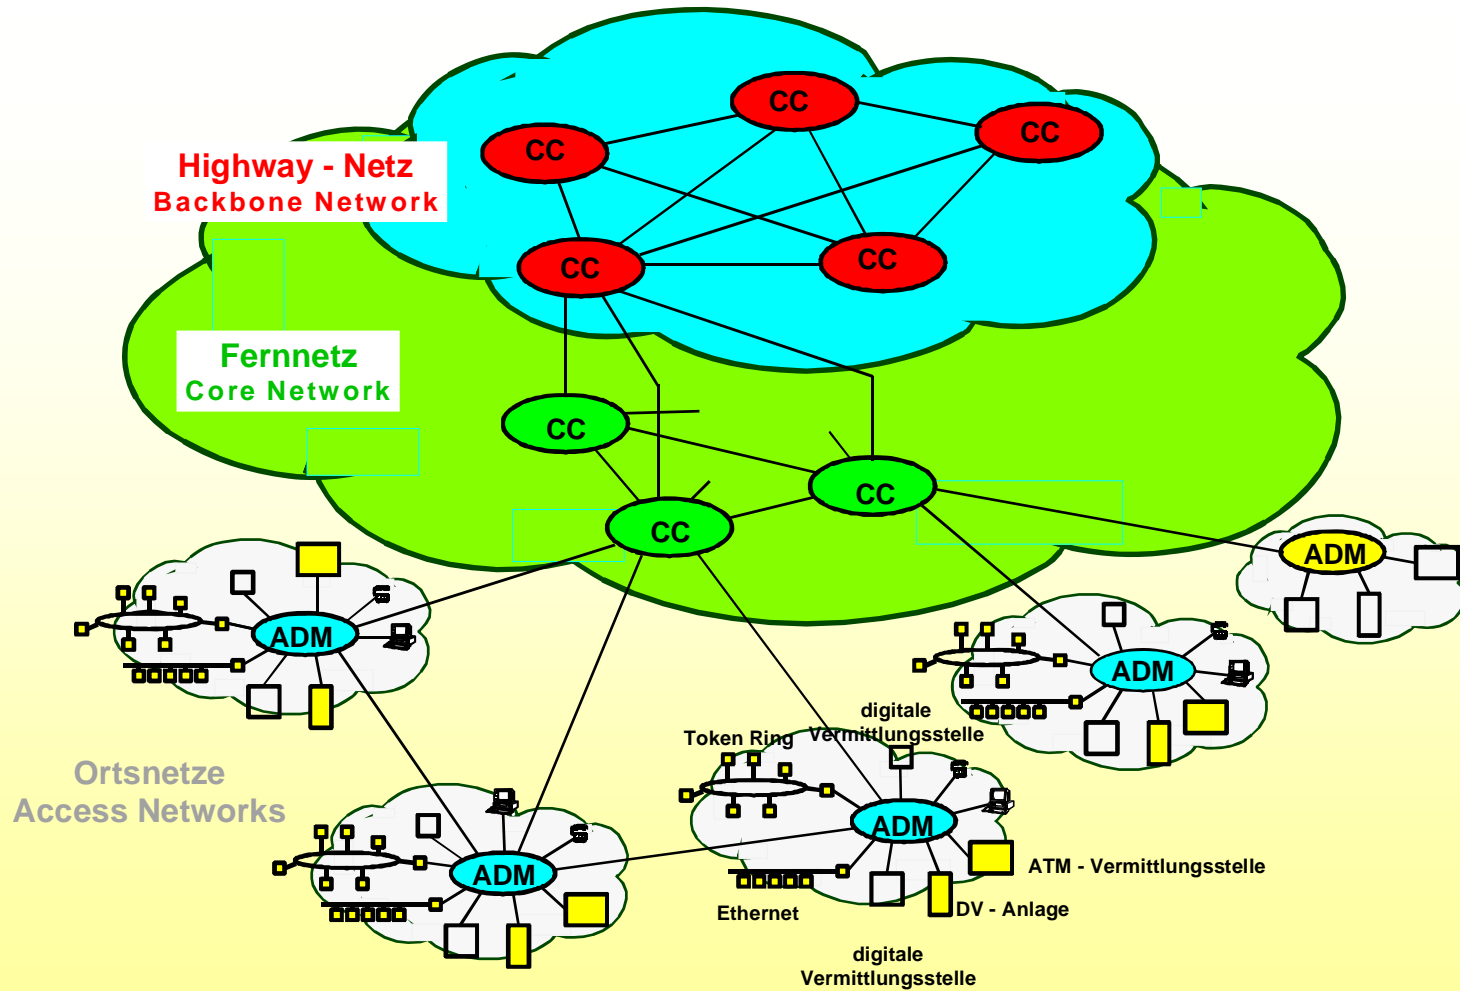 CC
CC
CC
Highway - Netz
Backbone Network
CC
CC
Fernnetz
Core Network
CC
CC
CC
ADM
ADM
ADM
digitale
Vermittlungsstelle
Token Ring
Ortsnetze
Access Networks
ADM
ADM
ATM - Vermittlungsstelle
Ethernet
DV - Anlage
digitale
Vermittlungsstelle